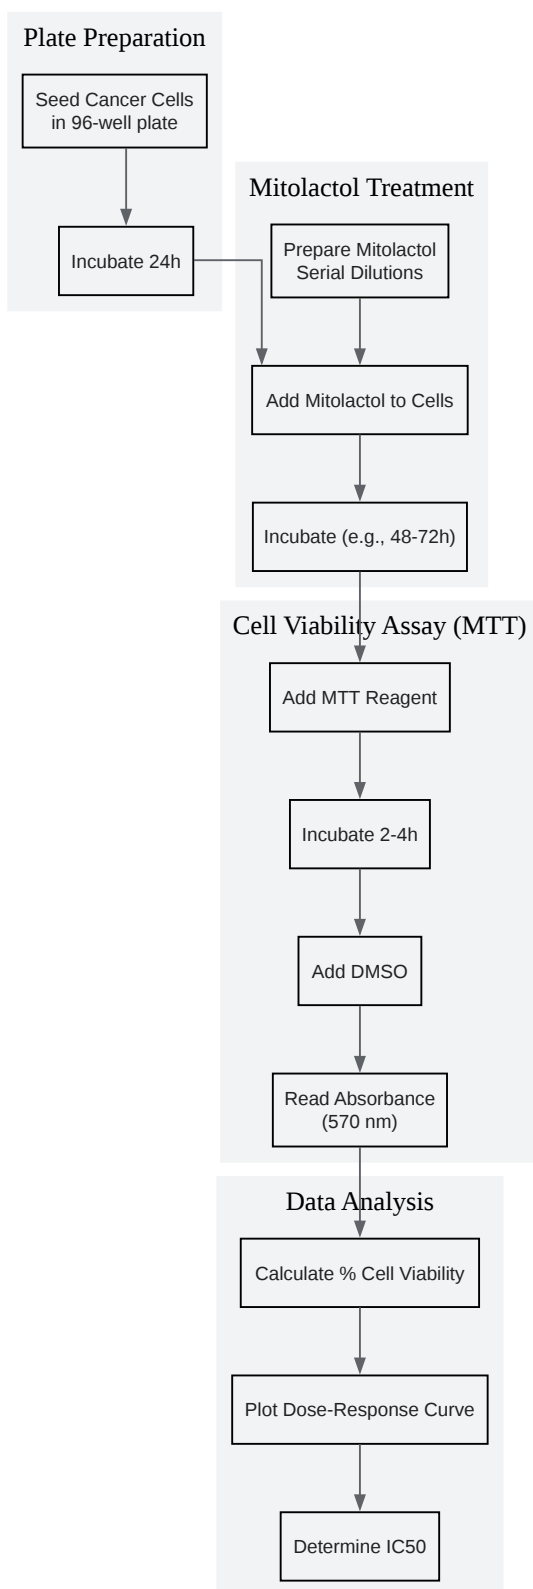 Plate Preparation
Seed Cancer Cells
in 96-well plate
Incubate 24h
Mitolactol Treatment
Prepare Mitolactol
Serial Dilutions
Add Mitolactol to Cells
Incubate (e.g., 48-72h)
Cell Viability Assay (MTT)
Add MTT Reagent
Incubate 2-4h
Add DMSO
Read Absorbance
(570 nm)
Data Analysis
Calculate % Cell Viability
Plot Dose-Response Curve
Determine IC50